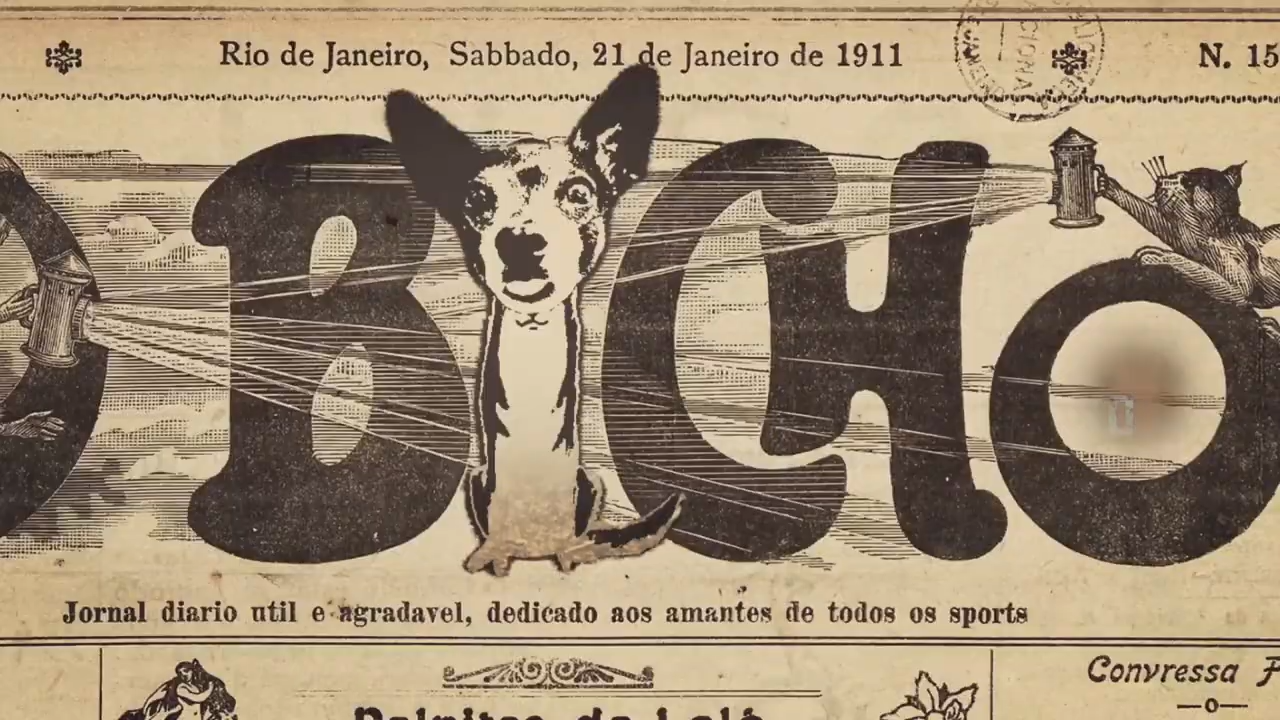 Rio de Janeiro, Sabbado, 21 de Janeiro de 1911
N. 15
O BICHO
Jornal diario util e agradavel, dedicado aos amantes de todos os sports
Convressa
—o—